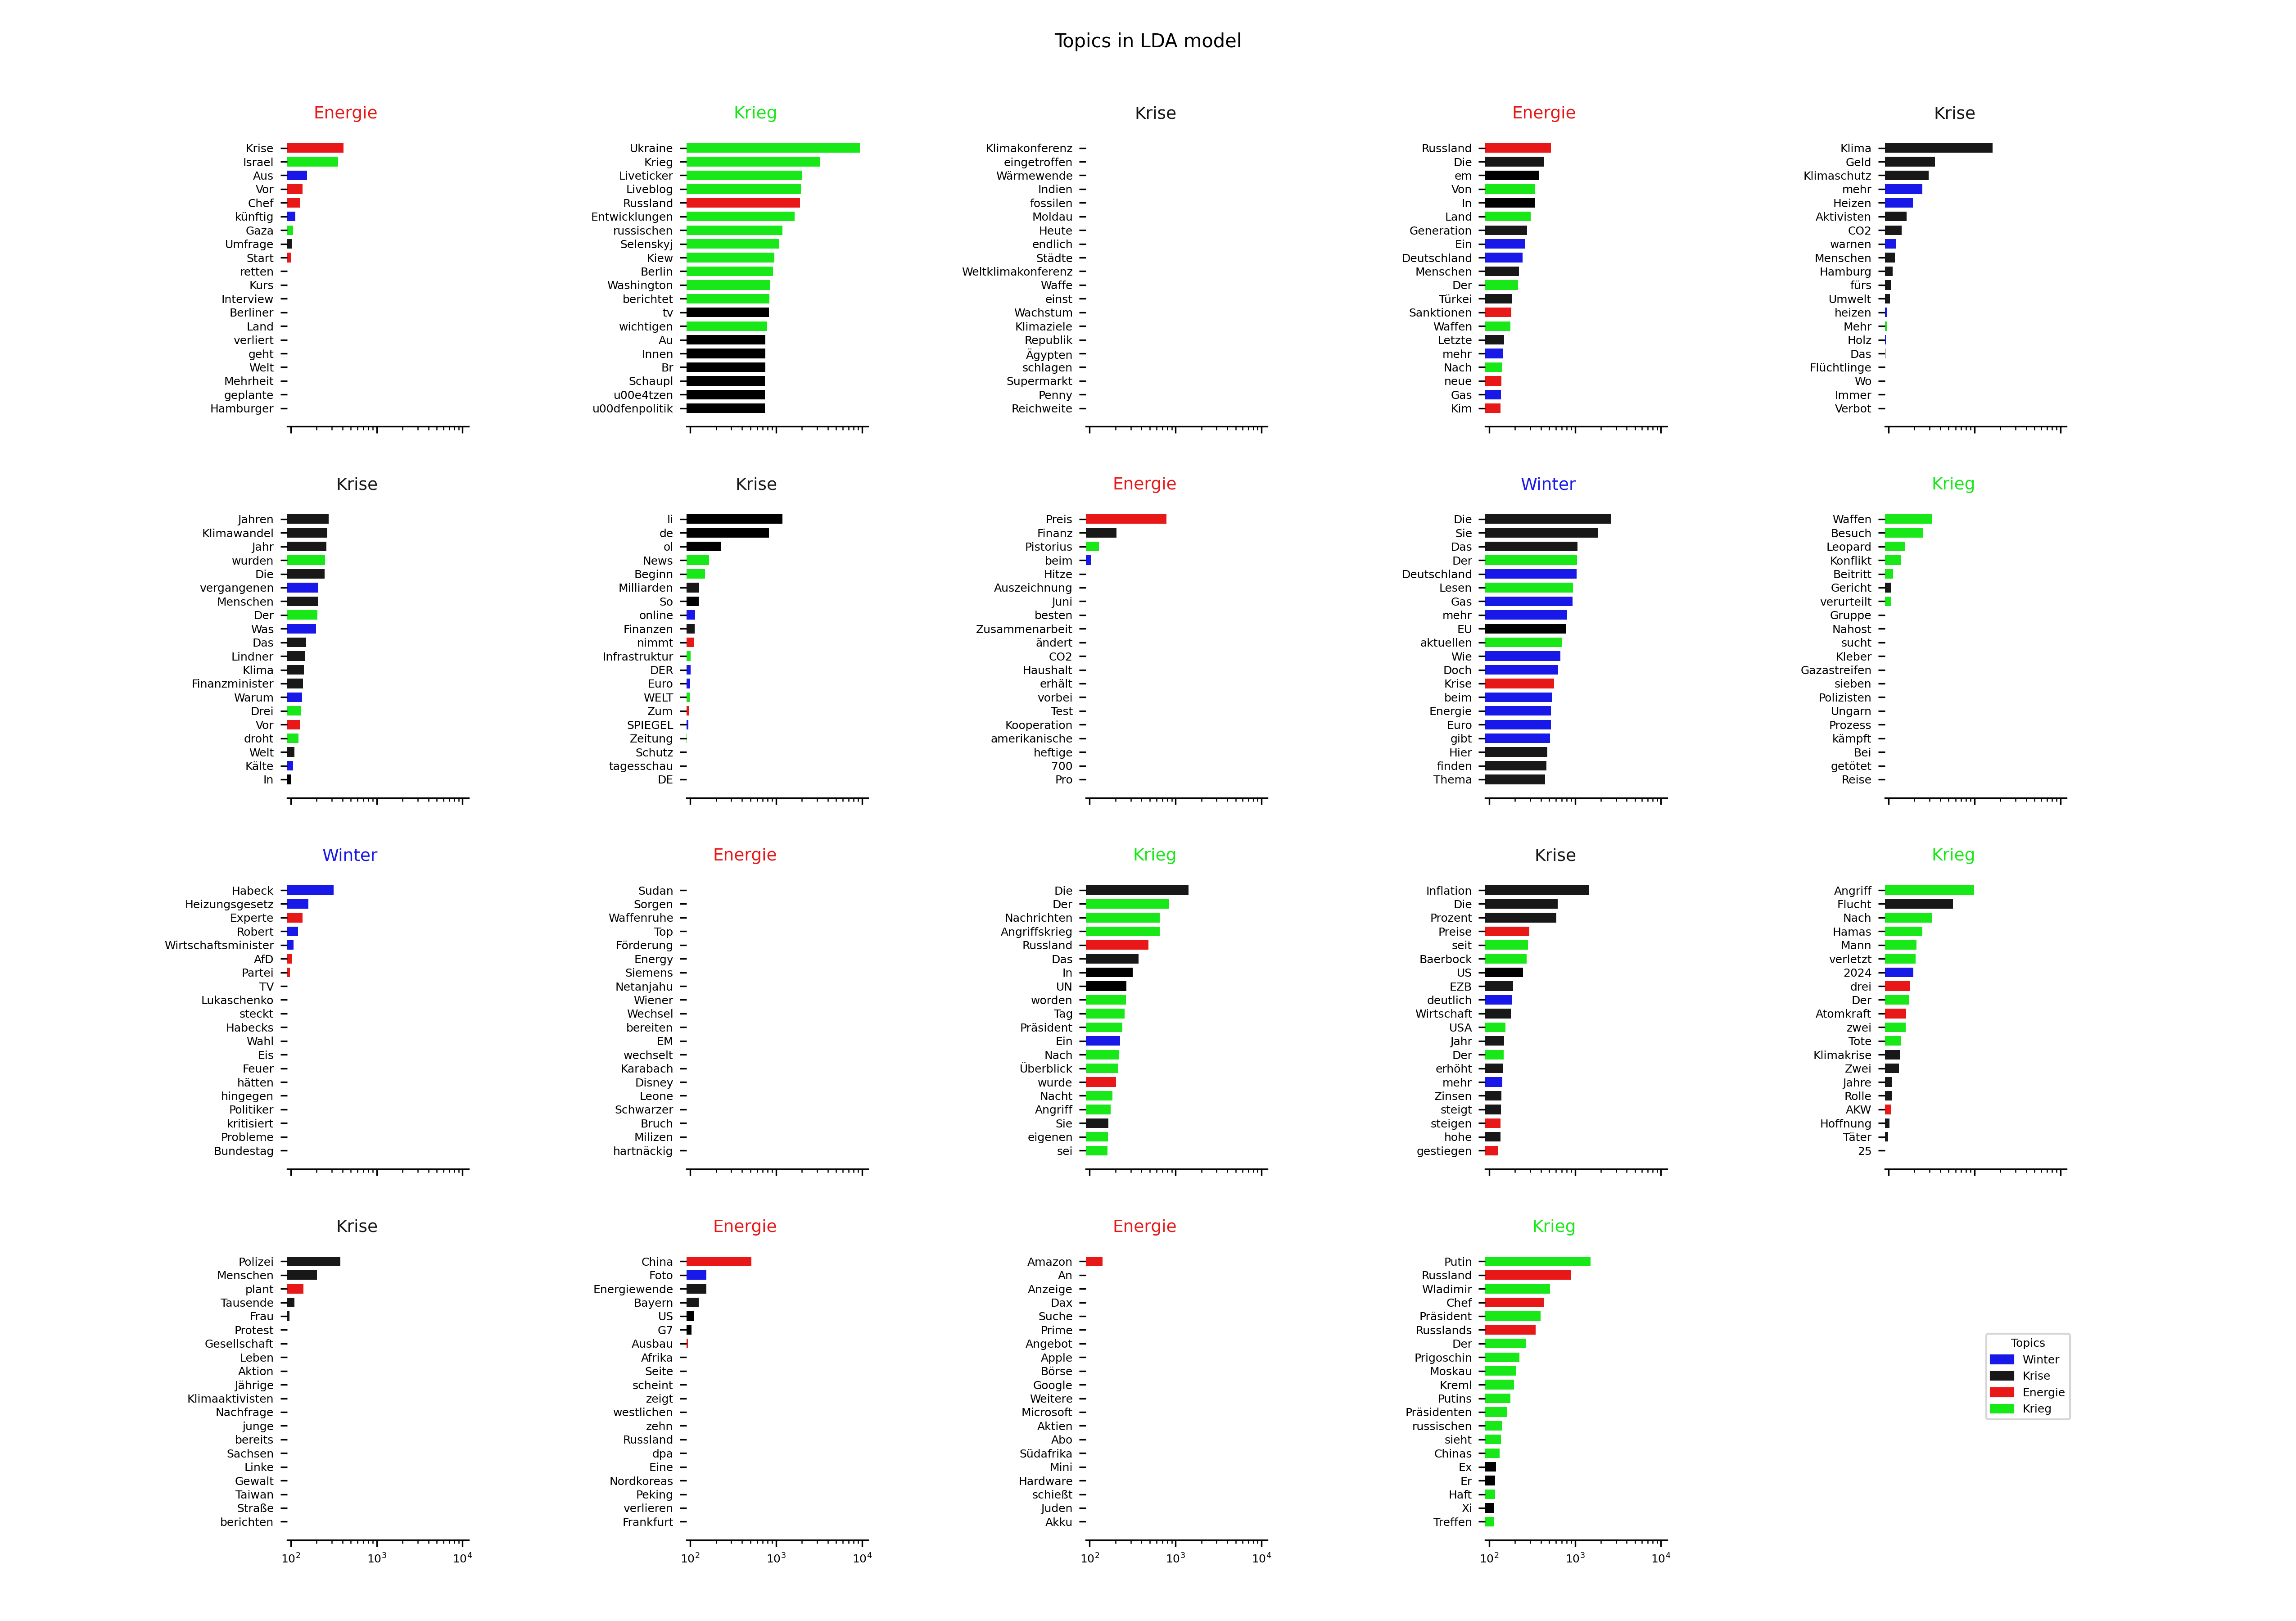 Topics in LDA model
Energie
Krise
Israel
Aus
Vor
Chef
künftig
Gaza
Umfrage
Start
retten
Kurs
Interview
Berliner
Land
verliert
geht
Welt
Mehrheit
geplante
Hamburger
Krieg
Ukraine
Krieg
Liveticker
Liveblog
Russland
Entwicklungen
russischen
Selenskyj
Kiew
Berlin
Washington
berichtet
tv
wichtigen
Au
Innen
Br
Schaupl
u00e4tzen
u00dfenpolitik
Krise
Klimakonferenz
eingetroffen
Wärmewende
Indien
fossilen
Moldau
Heute
endlich
Städte
Weltklimakonferenz
Waffe
einst
Wachstum
Klimaziele
Republik
Ägypten
schlagen
Supermarkt
Penny
Reichweite
Energie
Russland
Die
em
Von
In
Land
Generation
Ein
Deutschland
Menschen
Der
Türkei
Sanktionen
Waffen
Letzte
mehr
Nach
neue
Gas
Kim
Krise
Klima
Geld
Klimaschutz
mehr
Heizen
Aktivisten
CO2
warnen
Menschen
Hamburg
fürs
Umwelt
heizen
Mehr
Holz
Das
Flüchtlinge
Wo
Immer
Verbot
Krise
Jahren
Klimawandel
Jahr
wurden
Die
vergangenen
Menschen
Der
Was
Das
Lindner
Klima
Finanzminister
Warum
Drei
Vor
droht
Welt
Kälte
In
Krise
li
de
ol
News
Beginn
Milliarden
So
online
Finanzen
nimmt
Infrastruktur
DER
Euro
WELT
Zum
SPIEGEL
Zeitung
Schutz
tagesschau
DE
Energie
Preis
Finanz
Pistorius
beim
Hitze
Auszeichnung
Juni
besten
Zusammenarbeit
ändert
CO2
Haushalt
erhält
vorbei
Test
Kooperation
amerikanische
heftige
700
Pro
Winter
Die
Sie
Das
Der
Deutschland
Lesen
Gas
mehr
EU
aktuellen
Wie
Doch
Krise
beim
Energie
Euro
gibt
Hier
finden
Thema
Krieg
Waffen
Besuch
Leopard
Konflikt
Beitritt
Gericht
verurteilt
Gruppe
Nahost
sucht
Kleber
Gazastreifen
sieben
Polizisten
Ungarn
Prozess
kämpft
Bei
getötet
Reise
Winter
Habeck
Heizungsgesetz
Experte
Robert
Wirtschaftsminister
AfD
Partei
TV
Lukaschenko
steckt
Habecks
Wahl
Eis
Feuer
hätten
hingegen
Politiker
kritisiert
Probleme
Bundestag
Energie
Sudan
Sorgen
Waffenruhe
Top
Förderung
Energy
Siemens
Netanjahu
Wiener
Wechsel
bereiten
EM
wechselt
Karabach
Disney
Leone
Schwarzer
Bruch
Milizen
hartnäckig
Krieg
Die
Der
Nachrichten
Angriffskrieg
Russland
Das
In
UN
worden
Tag
Präsident
Ein
Nach
Überblick
wurde
Nacht
Angriff
Sie
eigenen
sei
Krise
Inflation
Die
Prozent
Preise
seit
Baerbock
US
EZB
deutlich
Wirtschaft
USA
Jahr
Der
erhöht
mehr
Zinsen
steigt
steigen
hohe
gestiegen
Krieg
Angriff
Flucht
Nach
Hamas
Mann
verletzt
2024
drei
Der
Atomkraft
zwei
Tote
Klimakrise
Zwei
Jahre
Rolle
AKW
Hoffnung
Täter
25
Krise
Polizei
Menschen
plant
Tausende
Frau
Protest
Gesellschaft
Leben
Aktion
Jährige
Klimaaktivisten
Nachfrage
junge
bereits
Sachsen
Linke
Gewalt
Taiwan
Straße
berichten
10² 10³ 10⁴
Energie
China
Foto
Energiewende
Bayern
US
G7
Ausbau
Afrika
Seite
scheint
zeigt
westlichen
zehn
Russland
dpa
Eine
Nordkoreas
Peking
verlieren
Frankfurt
10² 10³ 10⁴
Energie
Amazon
An
Anzeige
Dax
Suche
Prime
Angebot
Apple
Börse
Google
Weitere
Microsoft
Aktien
Abo
Südafrika
Mini
Hardware
schießt
Juden
Akku
10² 10³ 10⁴
Krieg
Putin
Russland
Wladimir
Chef
Präsident
Russlands
Der
Prigoschin
Moskau
Kreml
Putins
Präsidenten
russischen
sieht
Chinas
Ex
Er
Haft
Xi
Treffen
10² 10³ 10⁴
Topics
Winter
Krise
Energie
Krieg